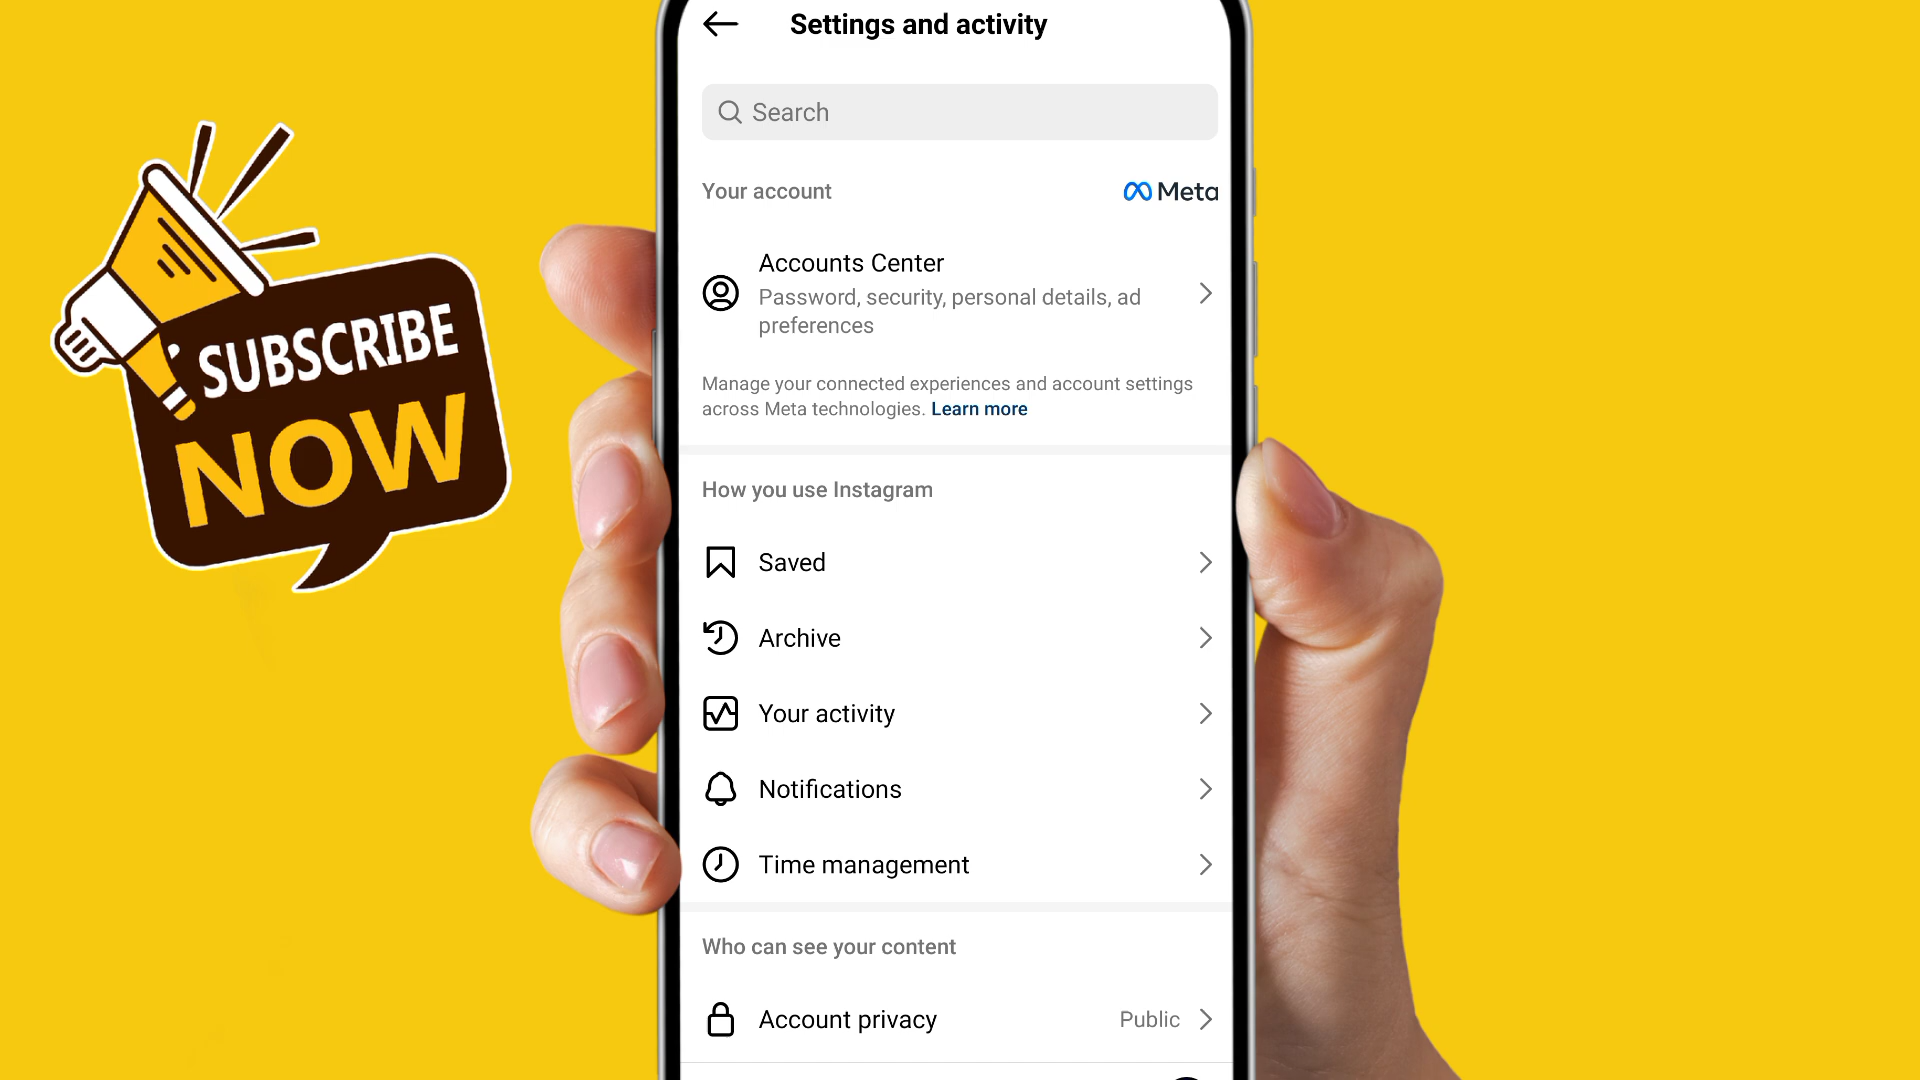 Settings and activity
Search
Your account
Meta
Accounts Center
Password, security, personal details, ad
preferences
Manage your connected experiences and account settings
across Meta technologies. Learn more
How you use Instagram
Saved
Archive
Your activity
Notifications
Time management
Who can see your content
Account privacy Public
SUBSCRIBE
NOW